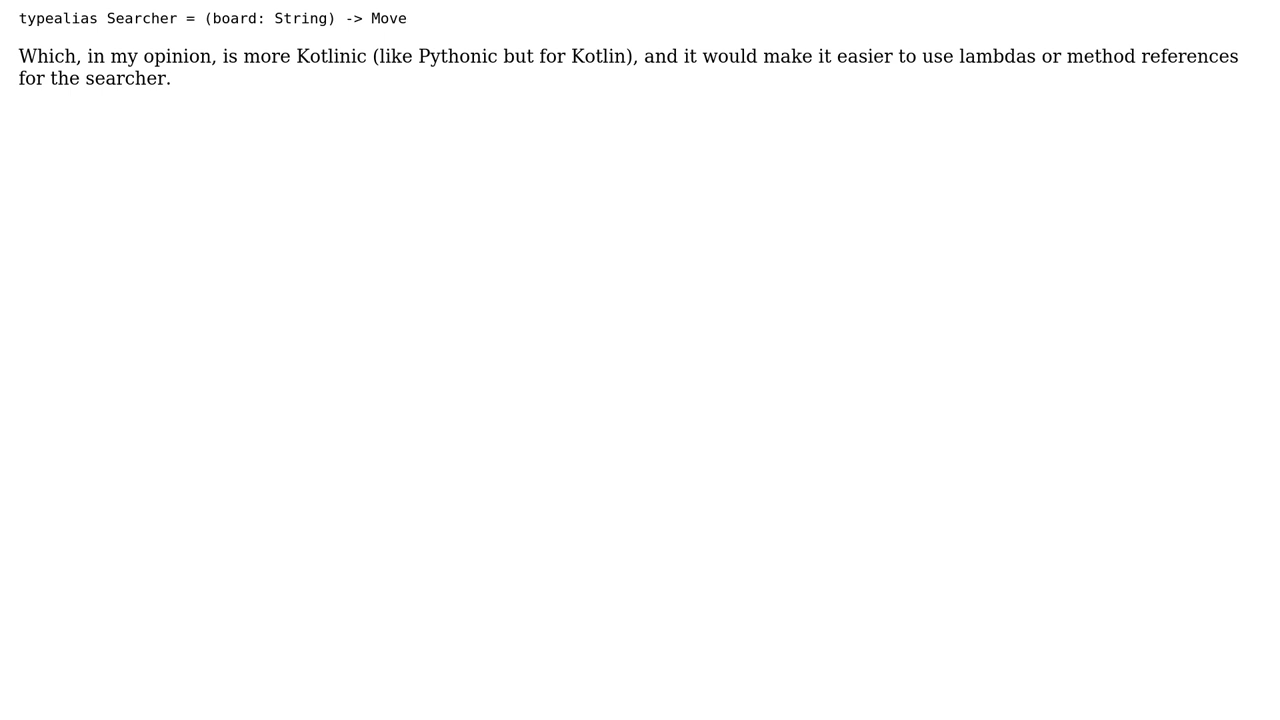 typealias Searcher = (board: String) -> Move
Which, in my opinion, is more Kotlinic (like Pythonic but for Kotlin), and it would make it easier to use lambdas or method references
for the searcher.